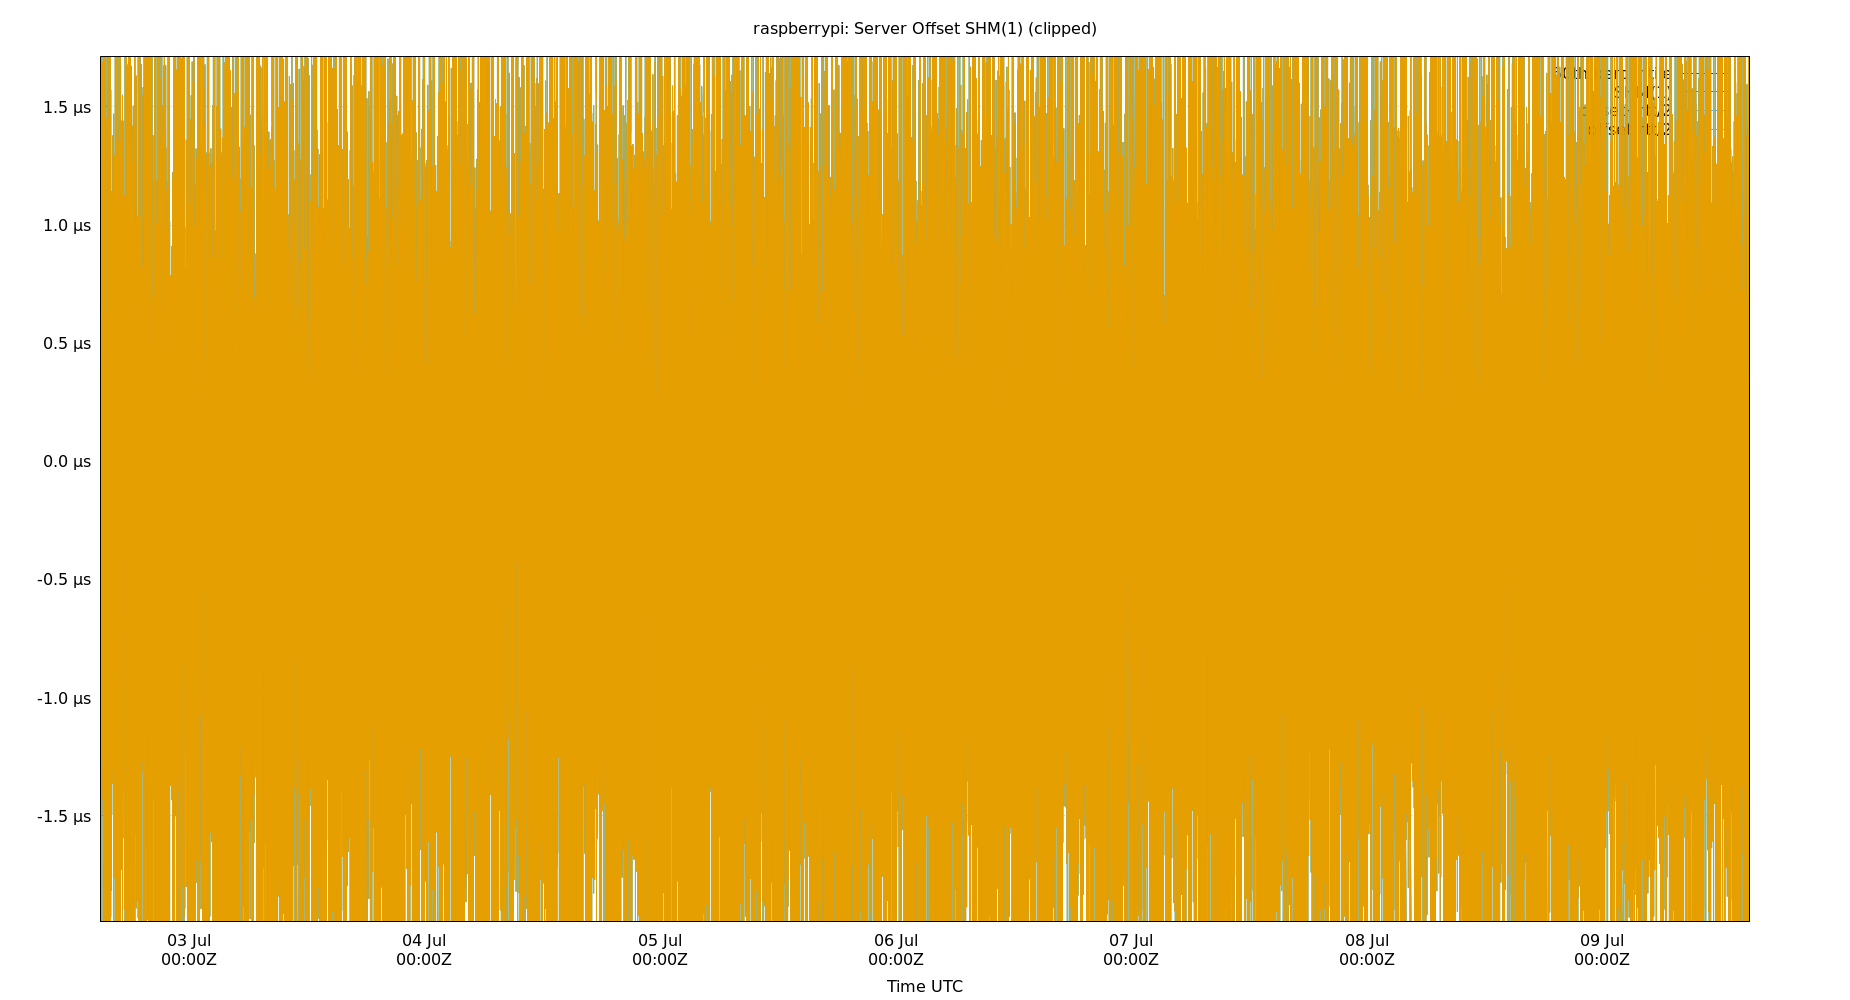 raspberrypi: Server Offset SHM(1) (clipped)
1.5 μs
1.0 μs
0.5 μs
0.0 μs
-0.5 μs
-1.0 μs
-1.5 μs
03 Jul 04 Jul 05 Jul 06 Jul 07 Jul 08 Jul 09 Jul
00:00Z 00:00Z 00:00Z 00:00Z 00:00Z 00:00Z 00:00Z
Time UTC